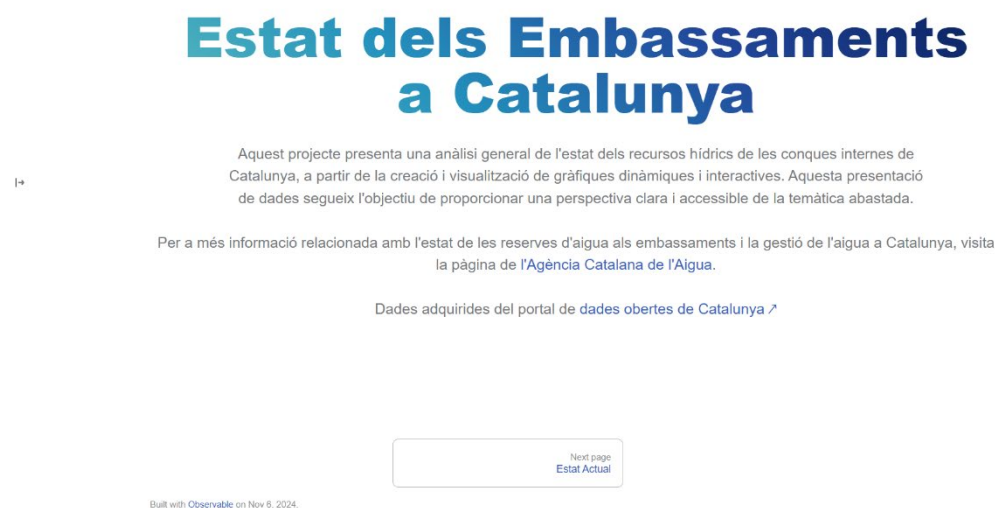 Estat dels Embassaments
a Catalunya
Aquest projecte presenta una anàlisi general de l'estat dels recursos hídrics de les conques internes de
Catalunya, a partir de la creació i visualització de gràfiques dinàmiques i interactives. Aquesta presentació
de dades segueix l'objectiu de proporcionar una perspectiva clara i accessible de la temàtica abastada.
Per a més informació relacionada amb l'estat de les reserves d'aigua als embassaments i la gestió de l'aigua a Catalunya, visita
la pàgina de l'Agència Catalana de l'Aigua.
Dades adquirides del portal de dades obertes de Catalunya ↗
Next page
Estat Actual
Built with Observable on Nov 6, 2024.